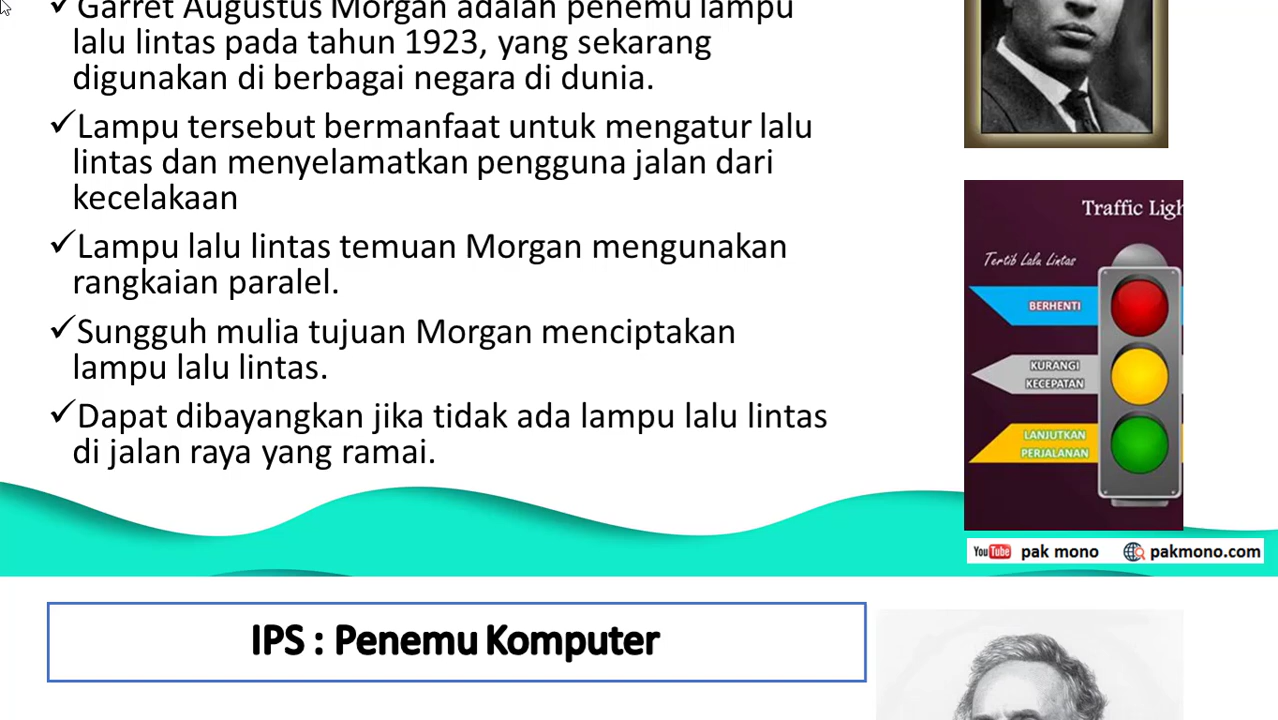 ✓Garret Augustus Morgan adalah penemu lampu
lalu lintas pada tahun 1923, yang sekarang
digunakan di berbagai negara di dunia.
✓Lampu tersebut bermanfaat untuk mengatur lalu
lintas dan menyelamatkan pengguna jalan dari
kecelakaan
✓Lampu lalu lintas temuan Morgan mengunakan
rangkaian paralel.
✓Sungguh mulia tujuan Morgan menciptakan
lampu lalu lintas.
✓Dapat dibayangkan jika tidak ada lampu lalu lintas
di jalan raya yang ramai.
Traffic Ligh
Tertib Lalu Lintas
BERHENTI
KURANGI
KECEPATAN
LANJUTKAN
PERJALANAN
YouTube pak mono pakmono.com
IPS : Penemu Komputer